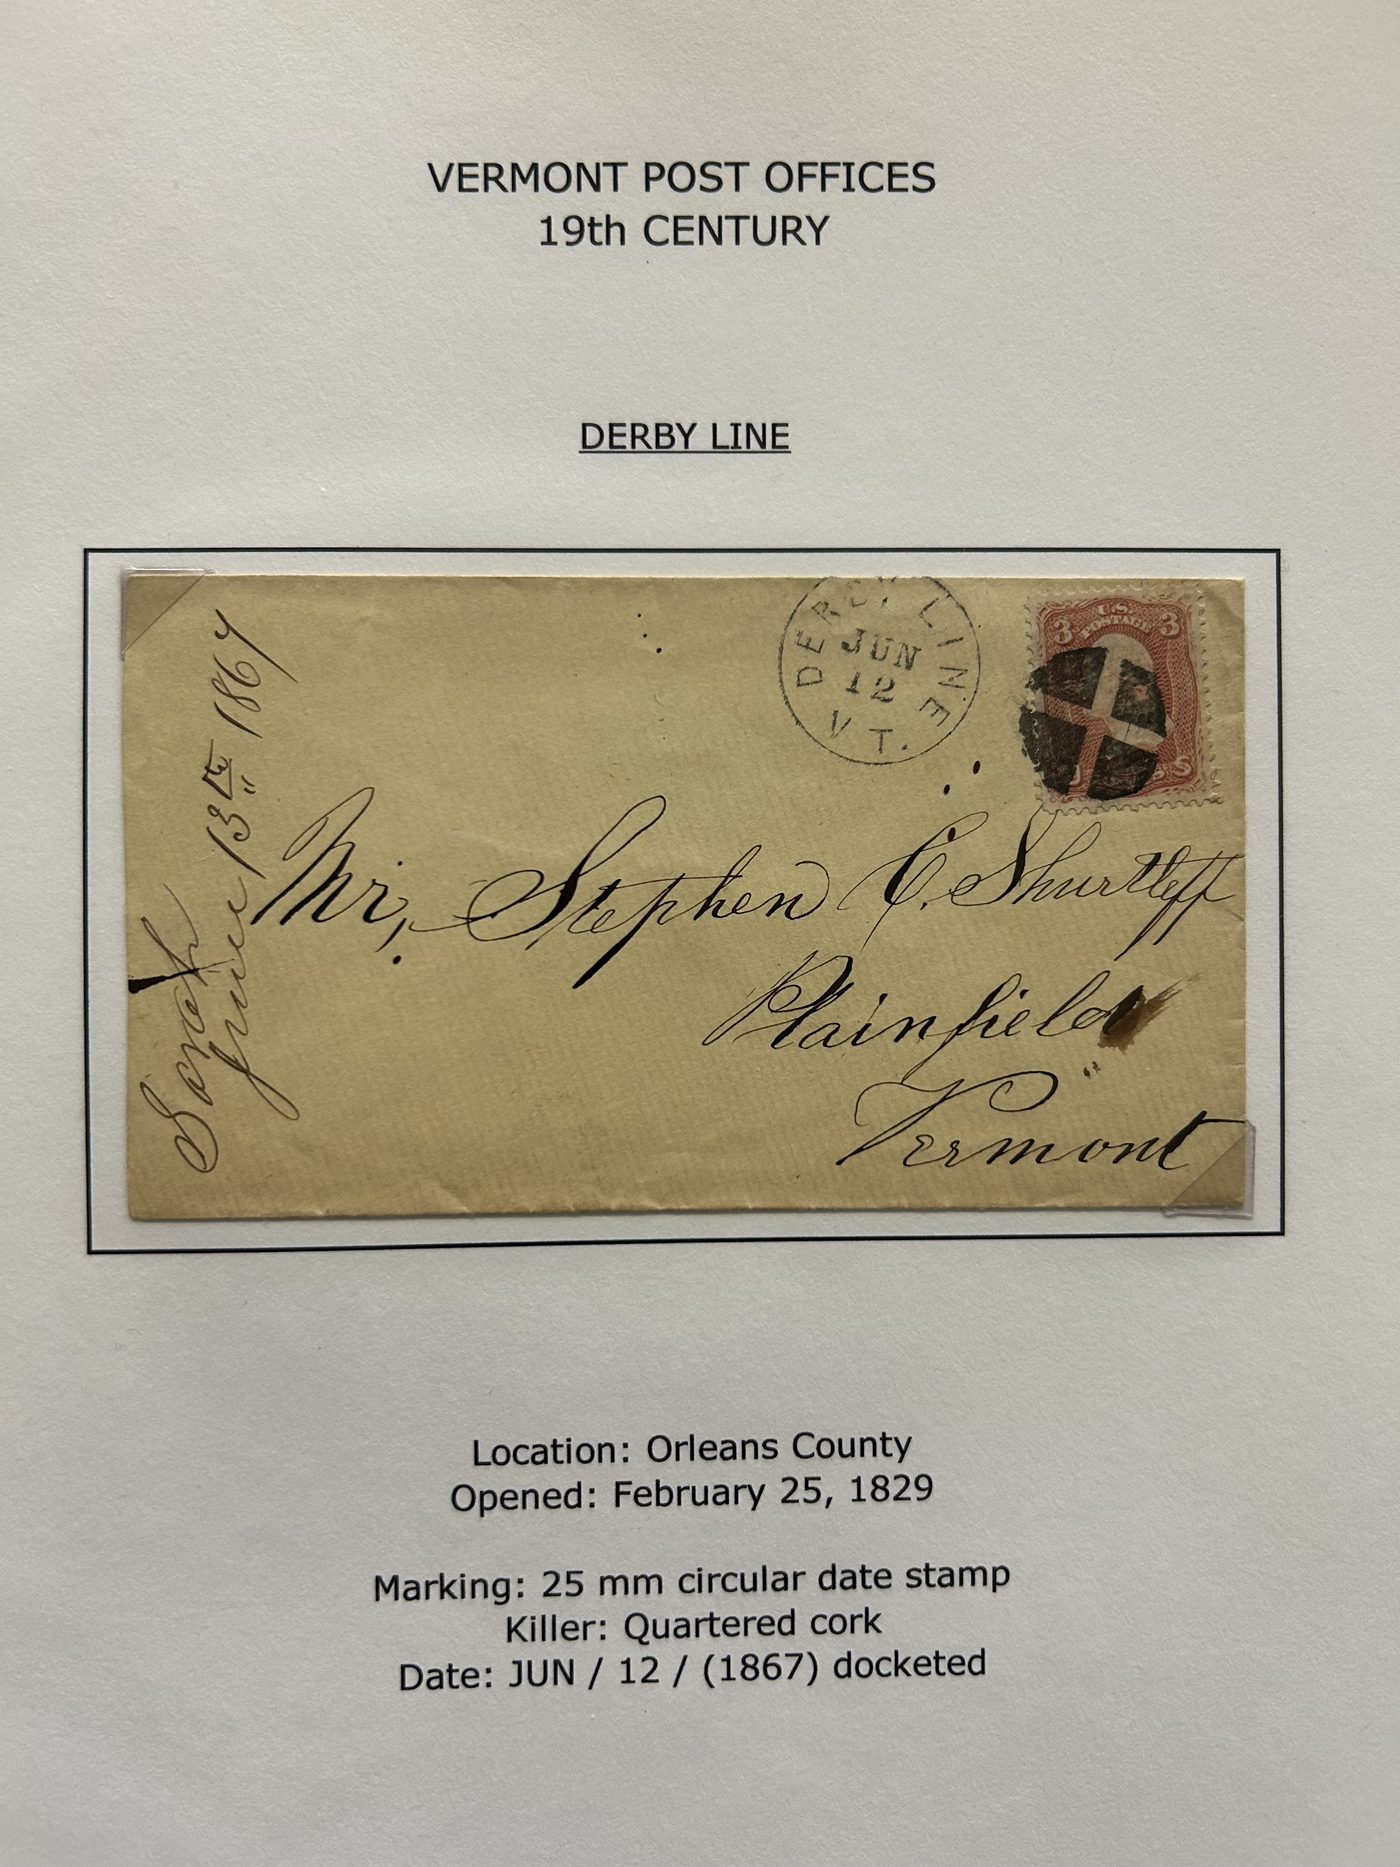 VERMONT POST OFFICES
19th CENTURY
DERBY LINE
Sarah
June 13th 1867
DERBY LINE
JUN
12
VT.
3 U.S. 3
POSTAGE
Mr, Stephen C. Shurtleff
Plainfield
Vermont
Location: Orleans County
Opened: February 25, 1829
Marking: 25 mm circular date stamp
Killer: Quartered cork
Date: JUN / 12 / (1867) docketed